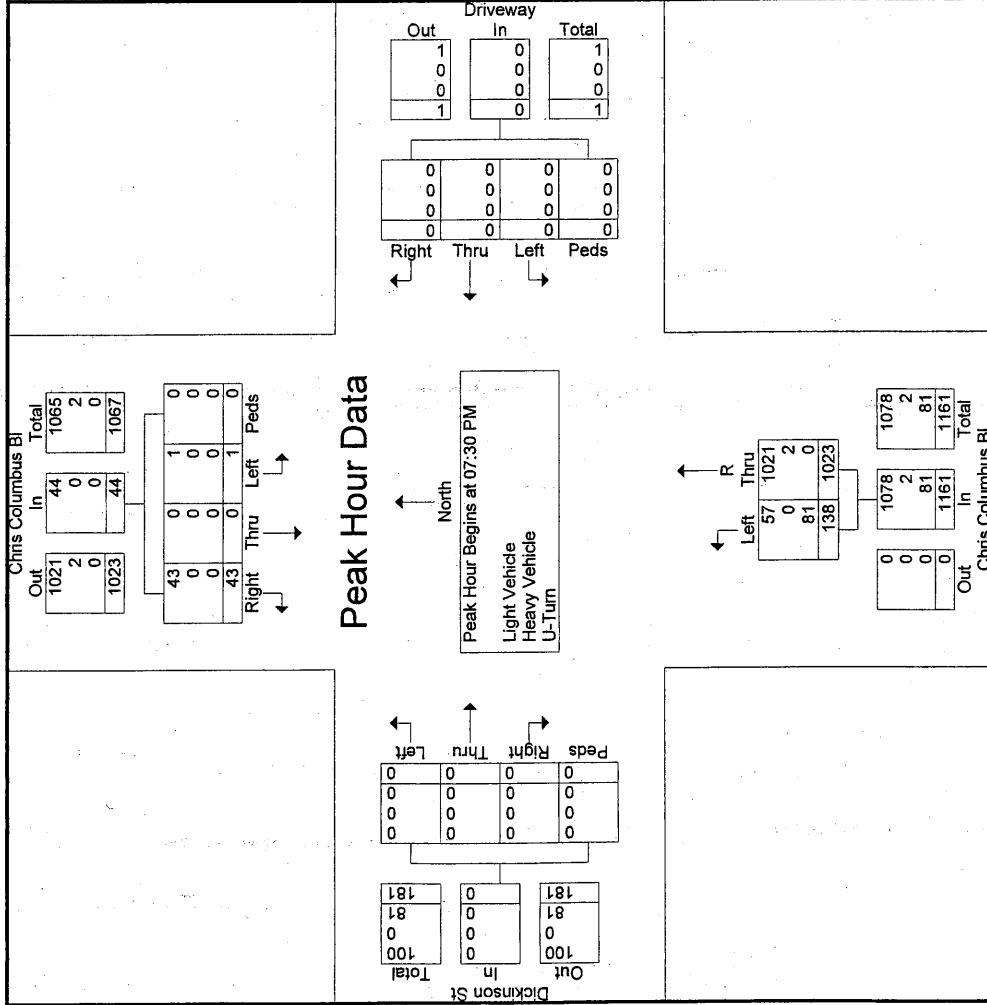 Driveway
Out In Total
1 0 1
0 0 0
0 0 0
1 0 1
0 0 0 0
0 0 0 0
0 0 0 0
0 0 0 0
Right Thru Left Peds
Chris Columbus Bl
Out In Total
1021 44 1065
2 0 2
0 0 0
1023 44 1067
43 0 1 0
0 0 0 0
0 0 0 0
43 0 1 0
Right Thru Left Peds
Peak Hour Data
North
Peak Hour Begins at 07:30 PM
Light Vehicle
Heavy Vehicle
U-Turn
R
Left Thru
57 1021
0 2
81 0
138 1023
0 1078 1078
0 2 2
0 81 81
0 1161 1161
Out In Total
Chris Columbus Bl
Left Thru Right Peds
0 0 0 0
0 0 0 0
0 0 0 0
0 0 0 0
181 0 181
81 0 81
0 0 0
100 0 100
Total In Out
Dickinson St